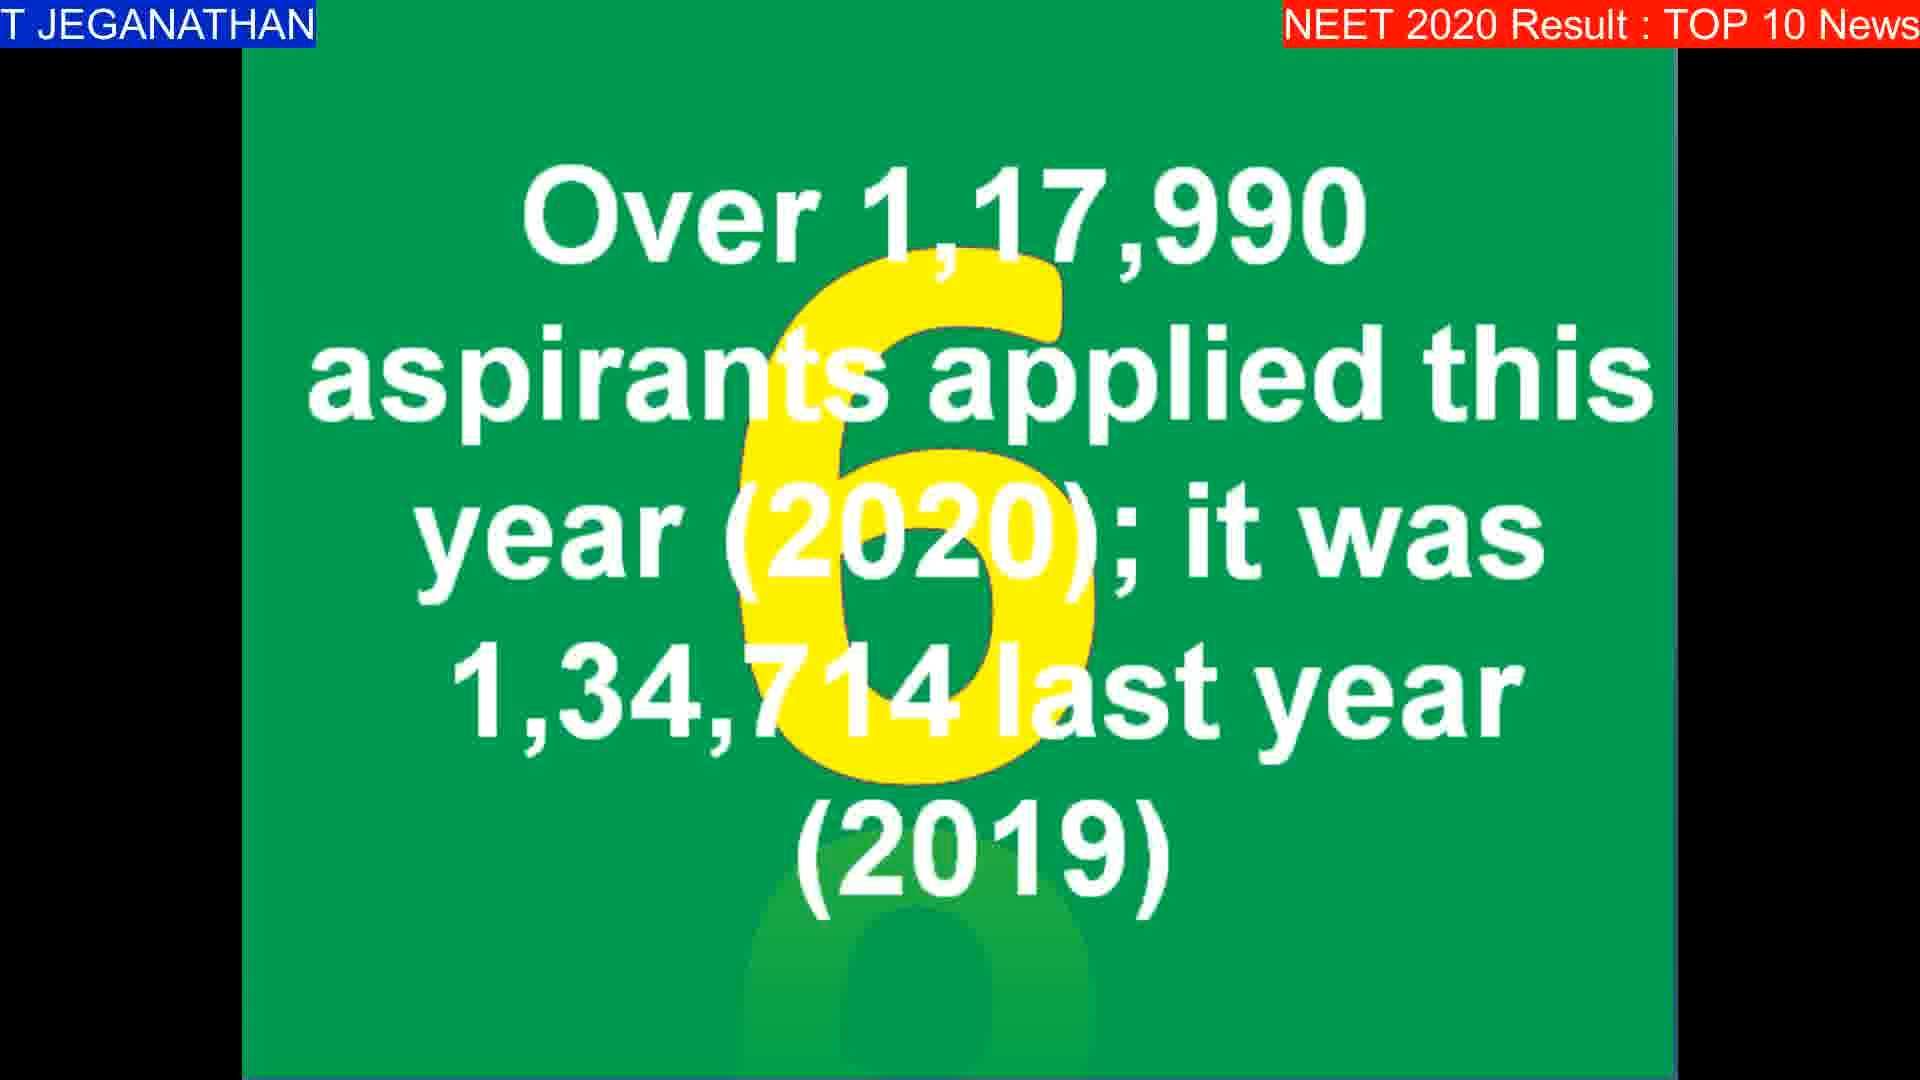 T JEGANATHAN
NEET 2020 Result : TOP 10 News
Over 1,17,990
aspirants applied this
year (2020); it was
1,34,714 last year
(2019)
6